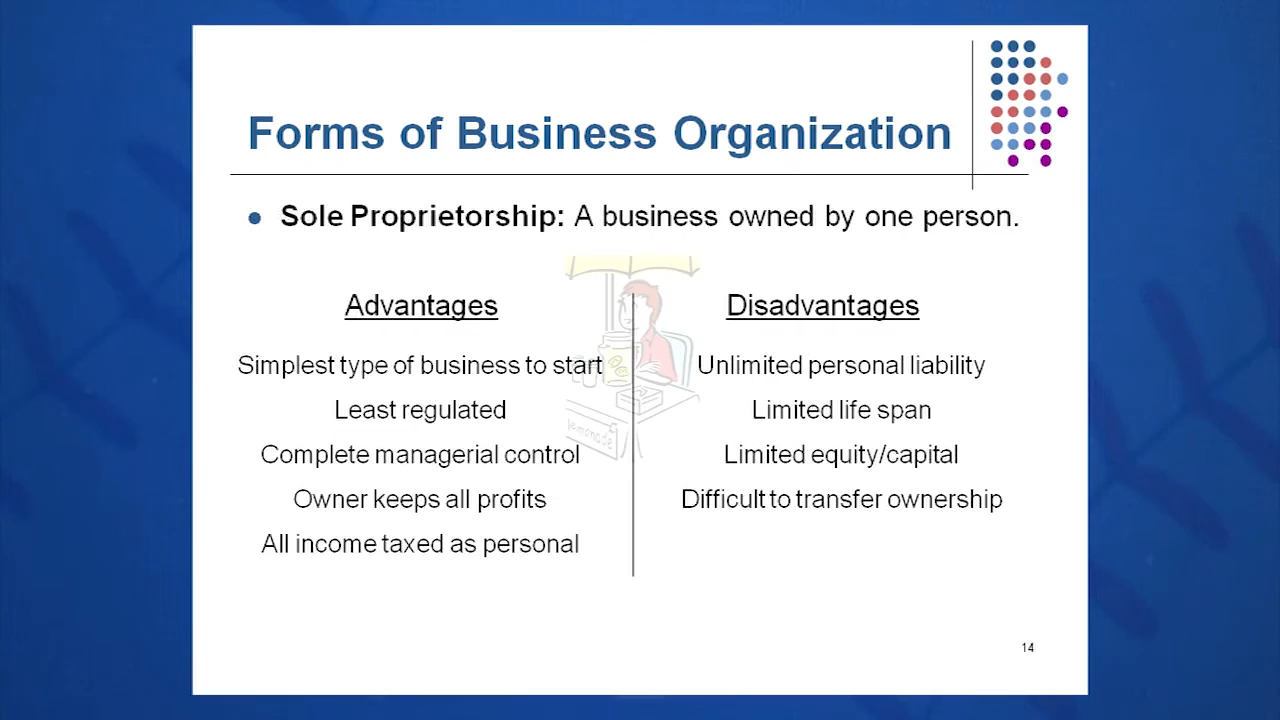 Forms of Business Organization
Sole Proprietorship: A business owned by one person.
Advantages
Simplest type of business to start
Least regulated
Complete managerial control
Owner keeps all profits
All income taxed as personal
Disadvantages
Unlimited personal liability
Limited life span
Limited equity/capital
Difficult to transfer ownership
lemonade
14